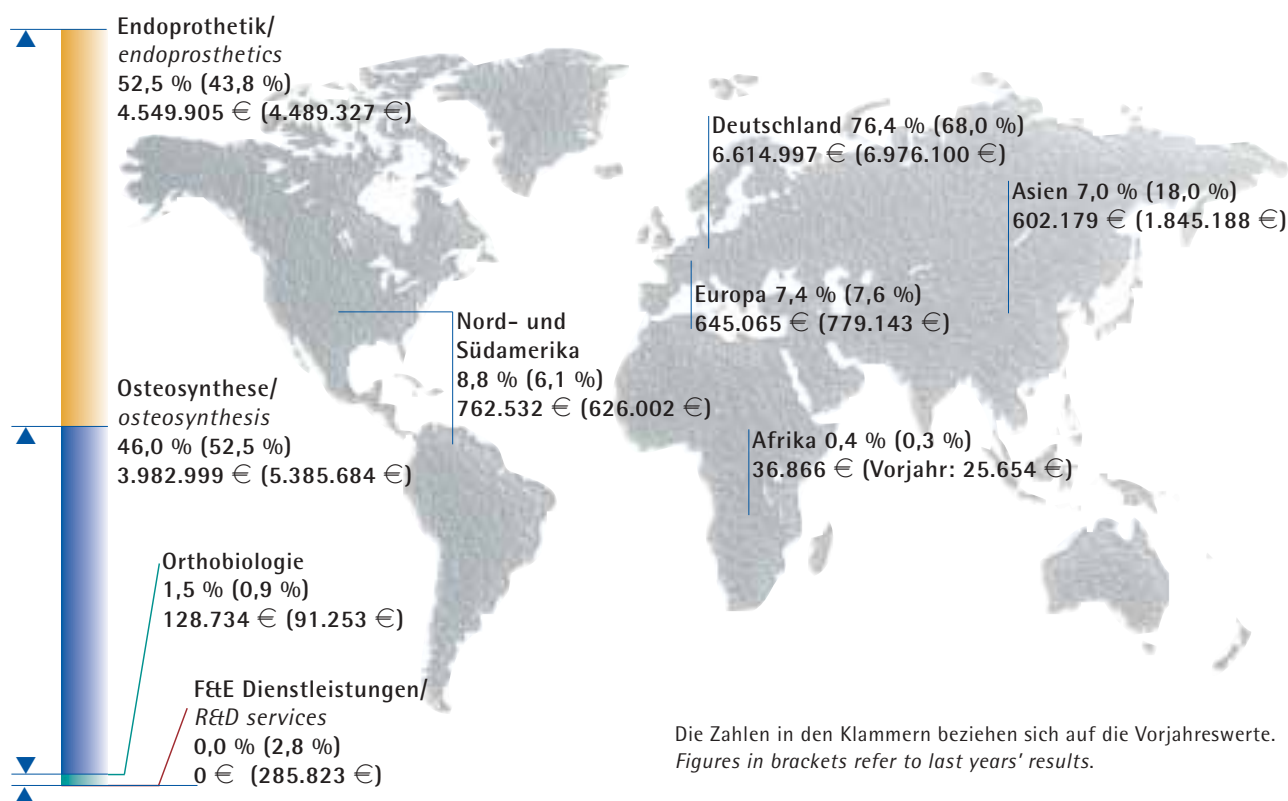 Endoprothetik/
endoprosthetics
52,5 % (43,8 %)
4.549.905 € (4.489.327 €)
Deutschland 76,4 % (68,0 %)
6.614.997 € (6.976.100 €)
Asien 7,0 % (18,0 %)
602.179 € (1.845.188 €)
Europa 7,4 % (7,6 %)
645.065 € (779.143 €)
Nord- und
Südamerika
8,8 % (6,1 %)
762.532 € (626.002 €)
Osteosynthese/
osteosynthesis
46,0 % (52,5 %)
3.982.999 € (5.385.684 €)
Afrika 0,4 % (0,3 %)
36.866 € (Vorjahr: 25.654 €)
Orthobiologie
1,5 % (0,9 %)
128.734 € (91.253 €)
F&E Dienstleistungen/
R&D services
0,0 % (2,8 %)
0 € (285.823 €)
Die Zahlen in den Klammern beziehen sich auf die Vorjahreswerte.
Figures in brackets refer to last years' results.